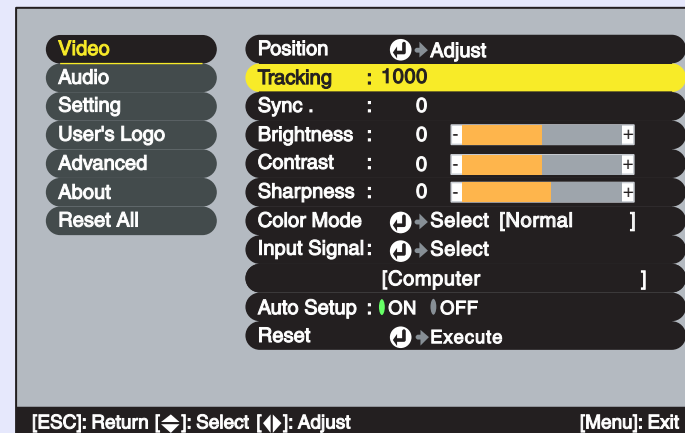 Video
Audio
Setting
User's Logo
Advanced
About
Reset All
Position Adjust
Tracking : 1000
Sync . : 0
Brightness : 0 - +
Contrast : 0 - +
Sharpness : 0 - +
Color Mode Select [Normal ]
Input Signal: Select
[Computer ]
Auto Setup : ON OFF
Reset Execute
[ESC]: Return [ ]: Select [ ]: Adjust [Menu]: Exit